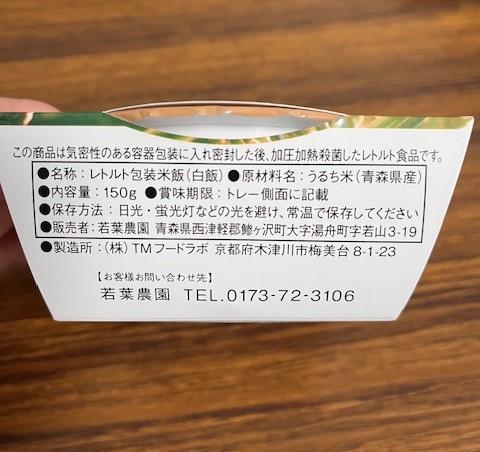 この商品は気密性のある容器包装に入れ密封した後、加圧加熱殺菌したレトルト食品です。
●名称：レトルト包装米飯(白飯) ●原材料名：うるち米(青森県産)
●内容量：150g ●賞味期限：トレー側面に記載
●保存方法：日光・蛍光灯などの光を避け、常温で保存してください
●販売者：若葉農園 青森県西津軽郡鰺ヶ沢町大字湯舟町字若山3-19
●製造所：(株)TMフードラボ 京都府木津川市梅美台8-1-23
【お客様お問い合わせ先】
若葉農園 TEL.0173-72-3106